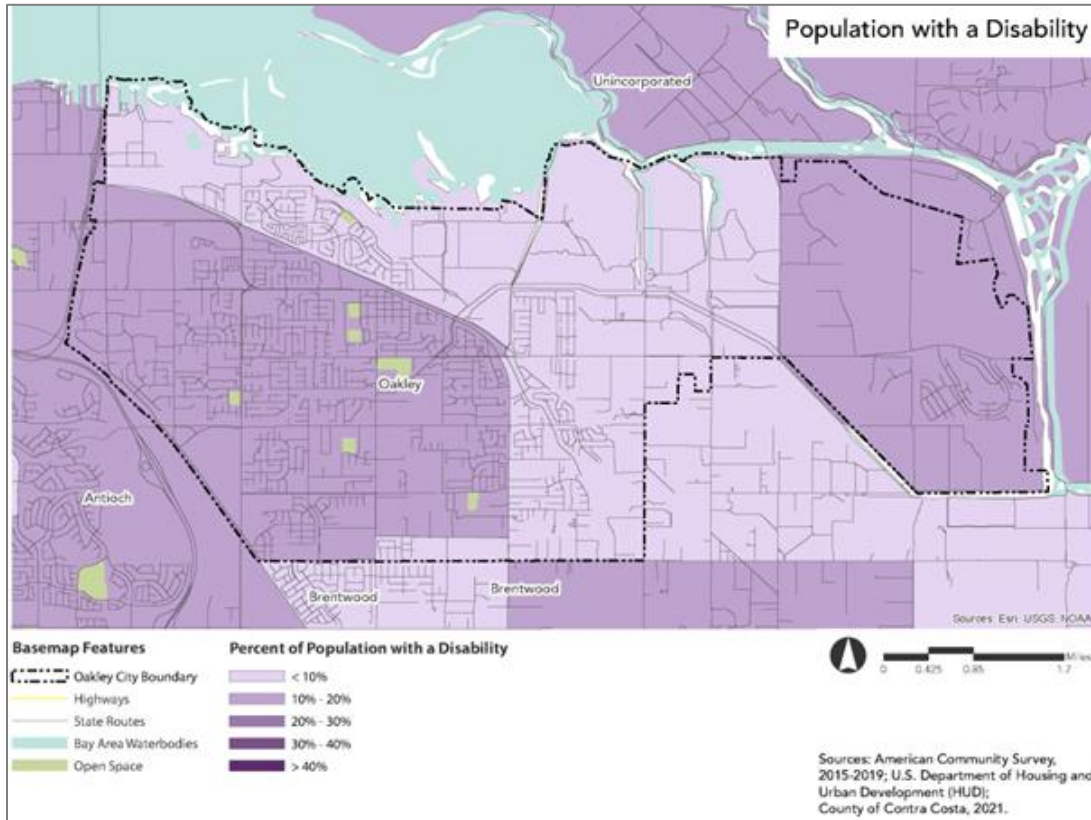 Population with a Disability
Unincorporated
Oakley
Antioch
Brentwood
Brentwood
Sources: Esri, USGS, NOAA
Basemap Features
Oakley City Boundary
Highways
State Routes
Bay Area Waterbodies
Open Space
Percent of Population with a Disability
< 10%
10% - 20%
20% - 30%
30% - 40%
> 40%
Miles
0 0.425 0.85 1.7
Sources: American Community Survey,
2015-2019; U.S. Department of Housing and
Urban Development (HUD);
County of Contra Costa, 2021.